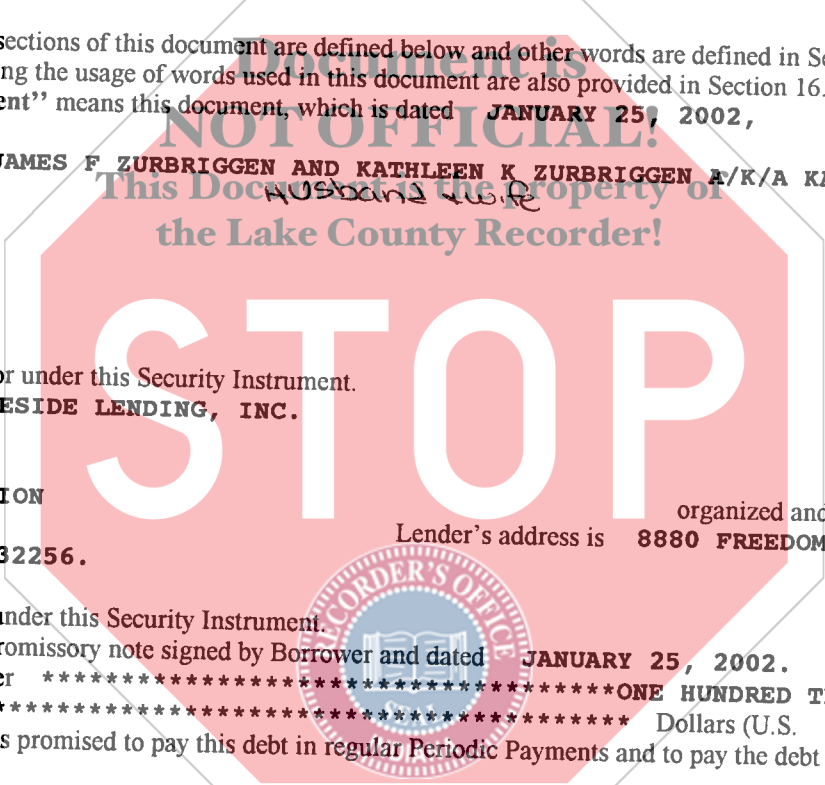 sections of this document are defined below and other words are defined in Se
Document is
ng the usage of words used in this document are also provided in Section 16.
ent” means this document, which is dated JANUARY 25, 2002,
NOT OFFICIAL!
JAMES F ZURBRIGGEN AND KATHLEEN K ZURBRIGGEN A/K/A KA
This Document is the property of
Husband & wife
the Lake County Recorder!
STOP
or under this Security Instrument.
ESIDE LENDING, INC.
ION
organized and
Lender's address is 8880 FREEDOM
32256.
RECORDER'S OFFICE
under this Security Instrument.
romissory note signed by Borrower and dated JANUARY 25, 2002.
er ************************************ONE HUNDRED T
**************************************** Dollars (U.S.
SEAL
s promised to pay this debt in regular Periodic Payments and to pay the debt